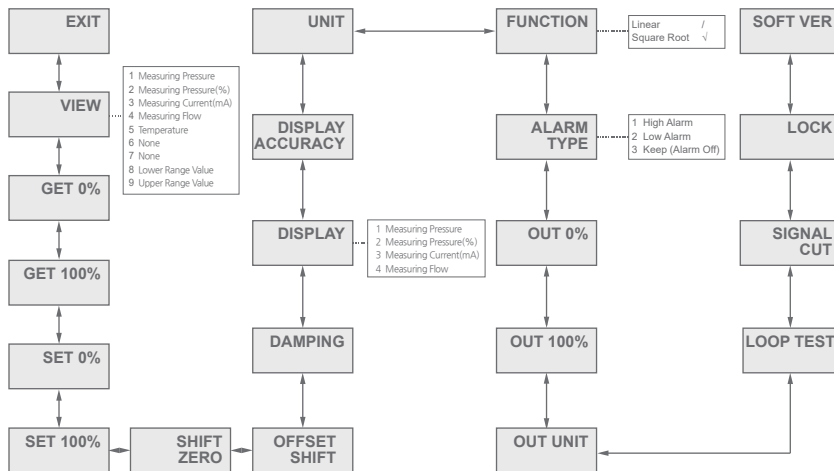 EXIT
VIEW
1 Measuring Pressure
2 Measuring Pressure(%)
3 Measuring Current(mA)
4 Measuring Flow
5 Temperature
6 None
7 None
8 Lower Range Value
9 Upper Range Value
GET 0%
GET 100%
SET 0%
SET 100%
SHIFT
ZERO
OFFSET
SHIFT
DAMPING
DISPLAY
1 Measuring Pressure
2 Measuring Pressure(%)
3 Measuring Current(mA)
4 Measuring Flow
DISPLAY
ACCURACY
UNIT
FUNCTION
Linear /
Square Root √
ALARM
TYPE
1 High Alarm
2 Low Alarm
3 Keep (Alarm Off)
OUT 0%
OUT 100%
OUT UNIT
LOOP TEST
SIGNAL
CUT
LOCK
SOFT VER